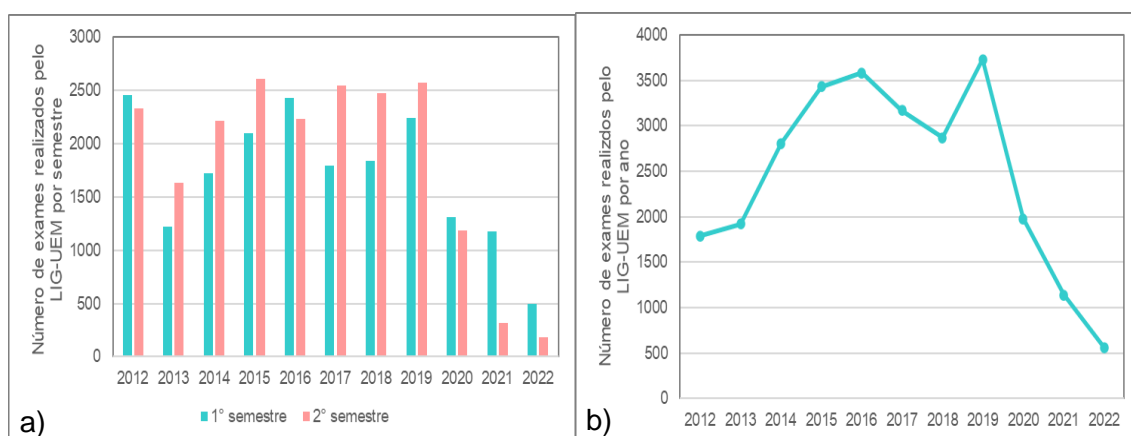 Número de exames realizados pelo
LIG-UEM por semestre
3000
2500
2000
1500
1000
500
0
2012 2013 2014 2015 2016 2017 2018 2019 2020 2021 2022
1° semestre 2° semestre
a)
Número de exames realizdos pelo
LIG-UEM por ano
4000
3500
3000
2500
2000
1500
1000
500
0
2012 2013 2014 2015 2016 2017 2018 2019 2020 2021 2022
b)